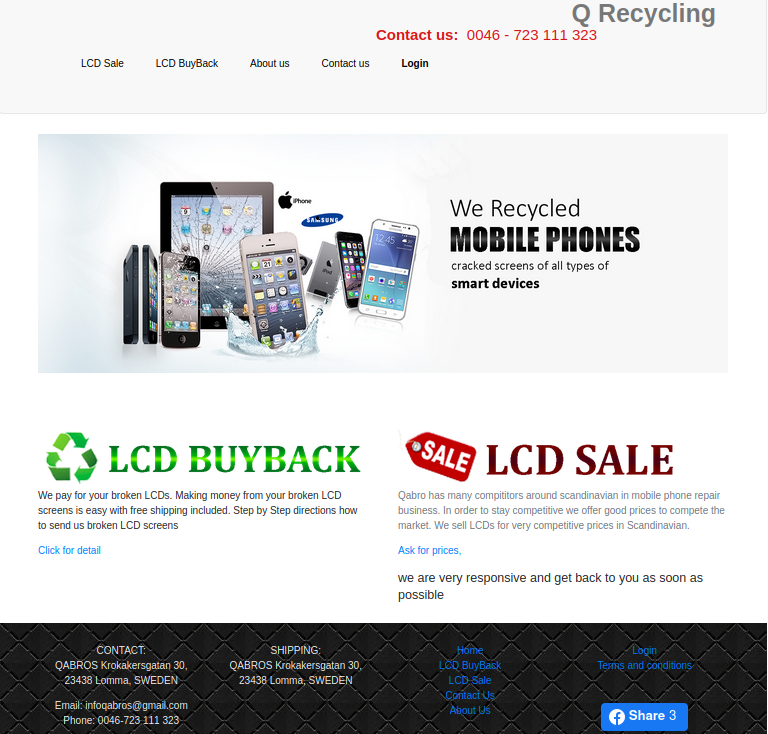 Q Recycling
Contact us: 0046 - 723 111 323
LCD Sale LCD BuyBack About us Contact us Login
iPhone
SAMSUNG
We Recycled
MOBILE PHONES
cracked screens of all types of
smart devices
LCD BUYBACK
We pay for your broken LCDs. Making money from your broken LCD
screens is easy with free shipping included. Step by Step directions how
to send us broken LCD screens
Click for detail
SALE LCD SALE
Qabro has many compititors around scandinavian in mobile phone repair
business. In order to stay competitive we offer good prices to compete the
market. We sell LCDs for very competitive prices in Scandinavian.
Ask for prices,
we are very responsive and get back to you as soon as
possible
CONTACT:
QABROS Krokakersgatan 30,
23438 Lomma, SWEDEN
Email: infoqabros@gmail.com
Phone: 0046-723 111 323
SHIPPING:
QABROS Krokakersgatan 30,
23438 Lomma, SWEDEN
Home
LCD BuyBack
LCD Sale
Contact Us
About Us
Login
Terms and conditions
Share 3